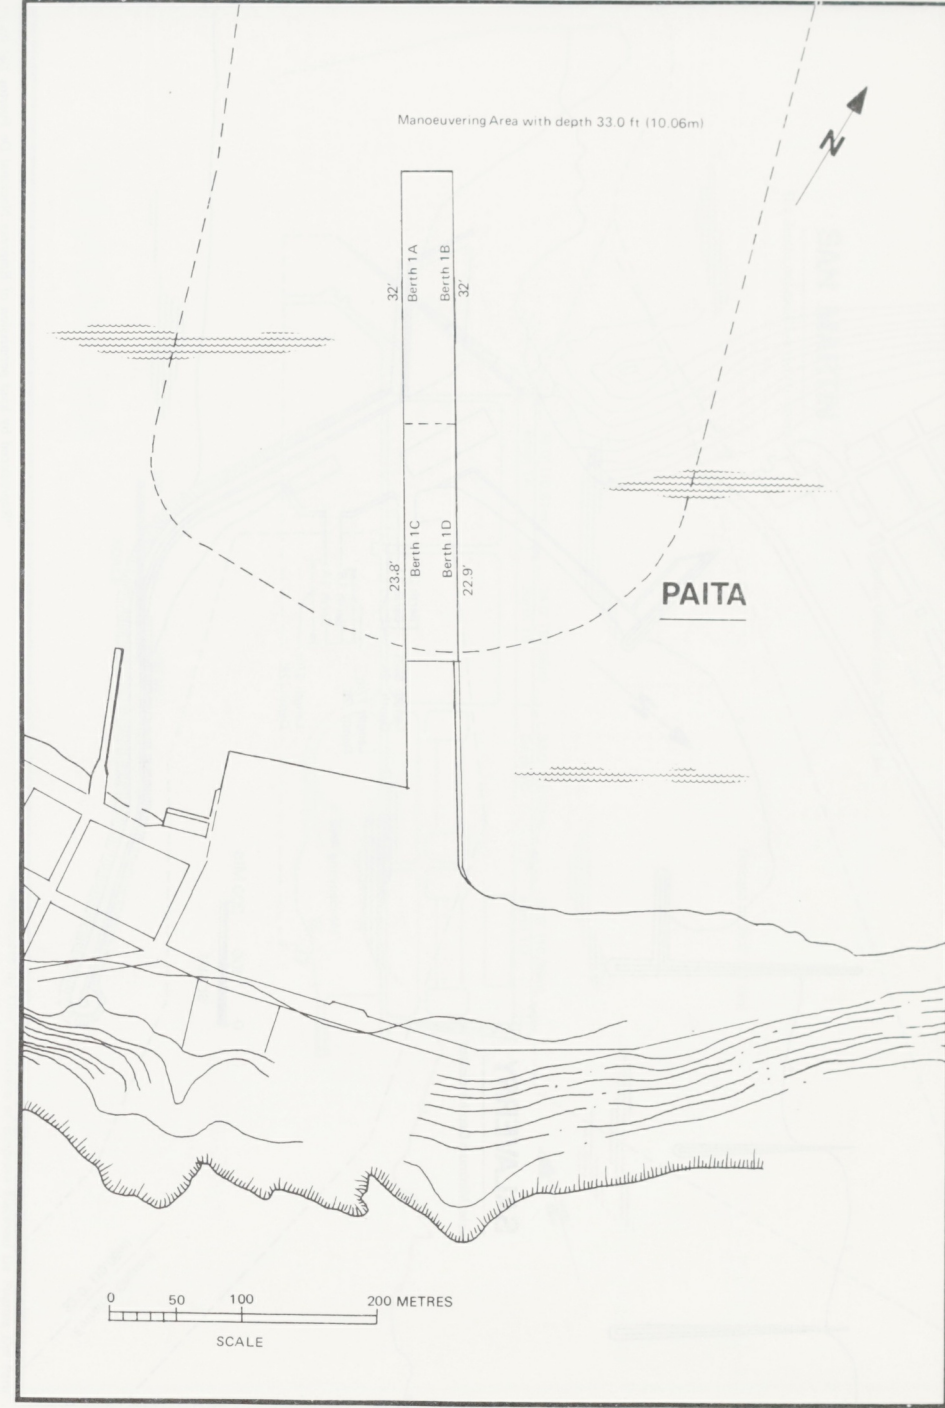 Manoeuvering Area with depth 33.0 ft (10.06m)
N
32'
Berth 1A
Berth 1B
32'
23.8'
Berth 1C
Berth 1D
22.9'
PAITA
0 50 100 200 METRES
SCALE